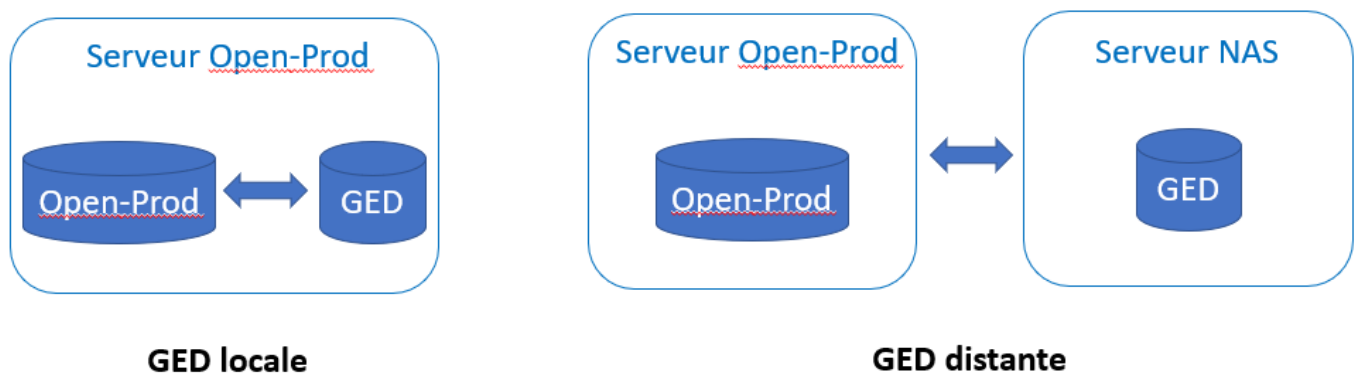 Serveur Open-Prod
Open-Prod
GED
GED locale
Serveur Open-Prod
Open-Prod
Serveur NAS
GED
GED distante